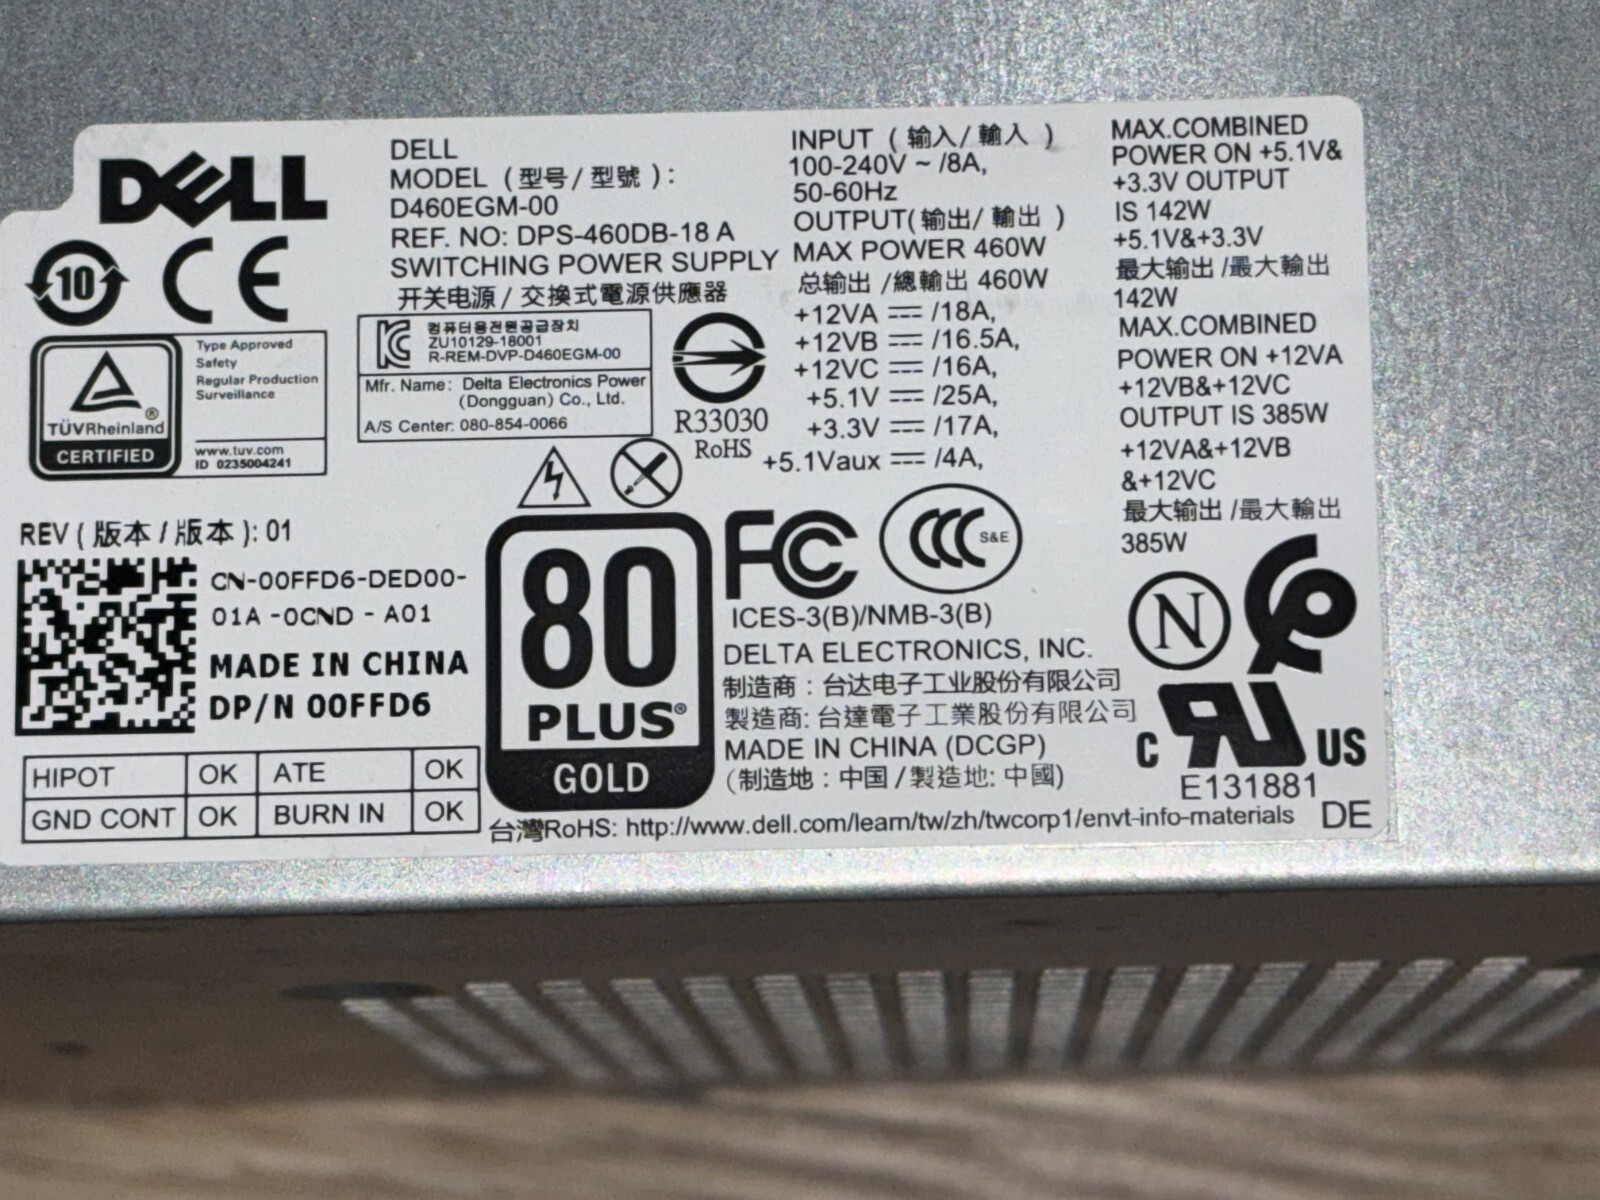 DELL
10
CE
TÜVRheinland®
CERTIFIED
Type Approved
Safety
Regular Production
Surveillance
www.tuv.com
ID 0235004241
DELL
MODEL (型号/型號):
D460EGM-00
REF. NO: DPS-460DB-18 A
SWITCHING POWER SUPPLY
开关电源/交換式電源供應器
컴퓨터용전원공급장치
ZU10129-18001
R-REM-DVP-D460EGM-00
Mfr. Name: Delta Electronics Power
(Dongguan) Co., Ltd.
A/S Center: 080-854-0066
R33030
RoHS
INPUT (输入/輸入)
100-240V ~ /8A,
50-60Hz
OUTPUT(输出/輸出)
MAX POWER 460W
总输出/總輸出 460W
+12VA ⎓ /18A,
+12VB ⎓ /16.5A,
+12VC ⎓ /16A,
+5.1V ⎓ /25A,
+3.3V ⎓ /17A,
+5.1Vaux ⎓ /4A,
MAX.COMBINED
POWER ON +5.1V&
+3.3V OUTPUT
IS 142W
+5.1V&+3.3V
最大输出/最大輸出
142W
MAX.COMBINED
POWER ON +12VA
+12VB&+12VC
OUTPUT IS 385W
+12VA&+12VB
&+12VC
最大输出/最大輸出
385W
REV (版本/版本): 01
CN-00FFD6-DED00-
01A-0CND-A01
MADE IN CHINA
DP/N 00FFD6
HIPOT OK ATE OK
GND CONT OK BURN IN OK
80
PLUS®
GOLD
FC
CCC S&E
ICES-3(B)/NMB-3(B)
DELTA ELECTRONICS, INC.
制造商：台达电子工业股份有限公司
製造商: 台達電子工業股份有限公司
MADE IN CHINA (DCGP)
(制造地：中国/製造地: 中國)
N
C RU US
E131881
台灣RoHS: http://www.dell.com/learn/tw/zh/twcorp1/envt-info-materials
DE